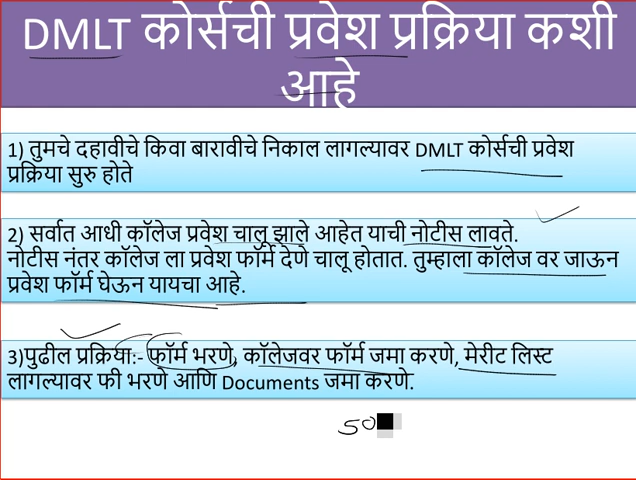 DMLT कोर्सची प्रवेश प्रक्रिया कशी
आहे
1) तुमचे दहावीचे किवा बारावीचे निकाल लागल्यावर DMLT कोर्सची प्रवेश
प्रक्रिया सुरु होते
2) सर्वात आधी कॉलेज प्रवेश चालू झाले आहेत याची नोटीस लावते.
नोटीस नंतर कॉलेज ला प्रवेश फॉर्म देणे चालू होतात. तुम्हाला कॉलेज वर जाऊन
प्रवेश फॉर्म घेऊन यायचा आहे.
3)पुढील प्रक्रिया:- फॉर्म भरणे, कॉलेजवर फॉर्म जमा करणे, मेरीट लिस्ट
लागल्यावर फी भरणे आणि Documents जमा करणे.
50